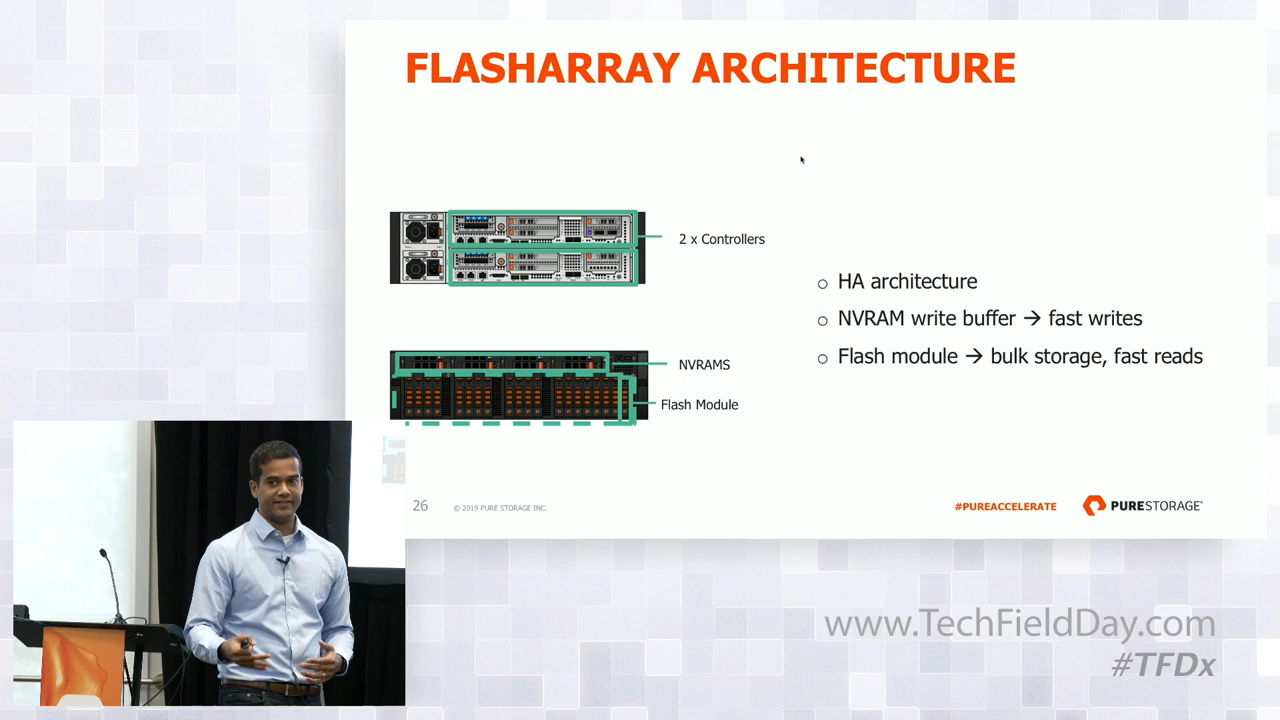 FLASHARRAY ARCHITECTURE
2 x Controllers
NVRAMS
Flash Module
o HA architecture
o NVRAM write buffer → fast writes
o Flash module → bulk storage, fast reads
26
© 2019 PURE STORAGE INC.
#PUREACCELERATE
PURESTORAGE®
www.TechFieldDay.com
#TFDx